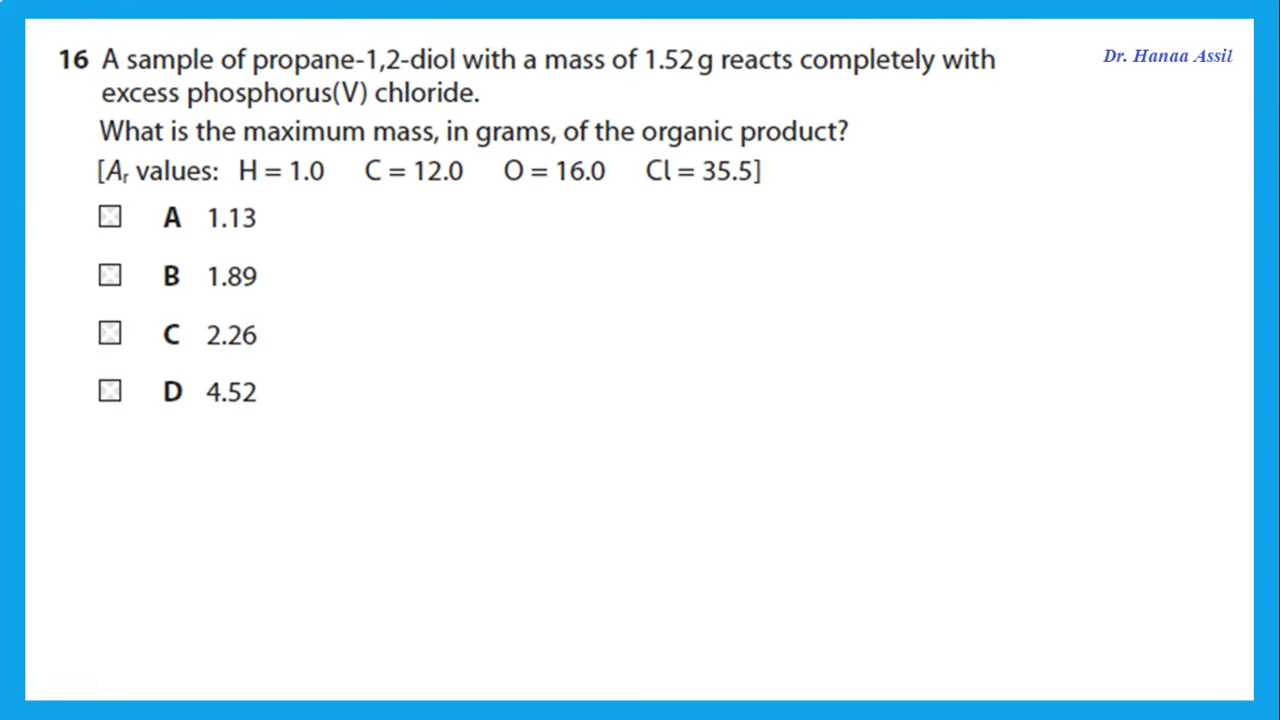 16 A sample of propane-1,2-diol with a mass of 1.52 g reacts completely with
Dr. Hanaa Assil
excess phosphorus(V) chloride.
What is the maximum mass, in grams, of the organic product?
[Aᵣ values: H = 1.0 C = 12.0 O = 16.0 Cl = 35.5]
A 1.13
B 1.89
C 2.26
D 4.52